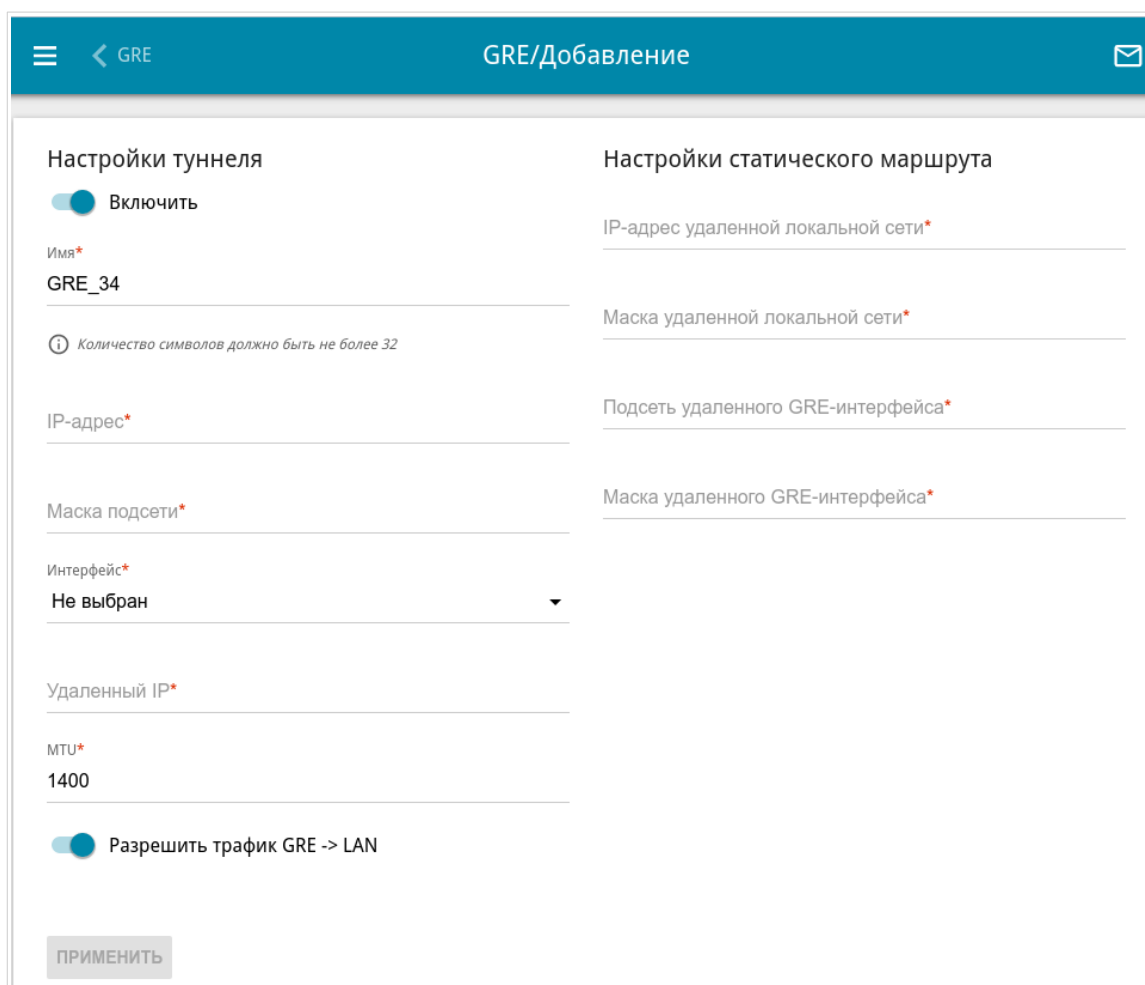 GRE
GRE/Добавление
Настройки туннеля
Включить
Имя*
GRE_34
Количество символов должно быть не более 32
IP-адрес*
Маска подсети*
Интерфейс*
Не выбран
Удаленный IP*
MTU*
1400
Разрешить трафик GRE -> LAN
ПРИМЕНИТЬ
Настройки статического маршрута
IP-адрес удаленной локальной сети*
Маска удаленной локальной сети*
Подсеть удаленного GRE-интерфейса*
Маска удаленного GRE-интерфейса*